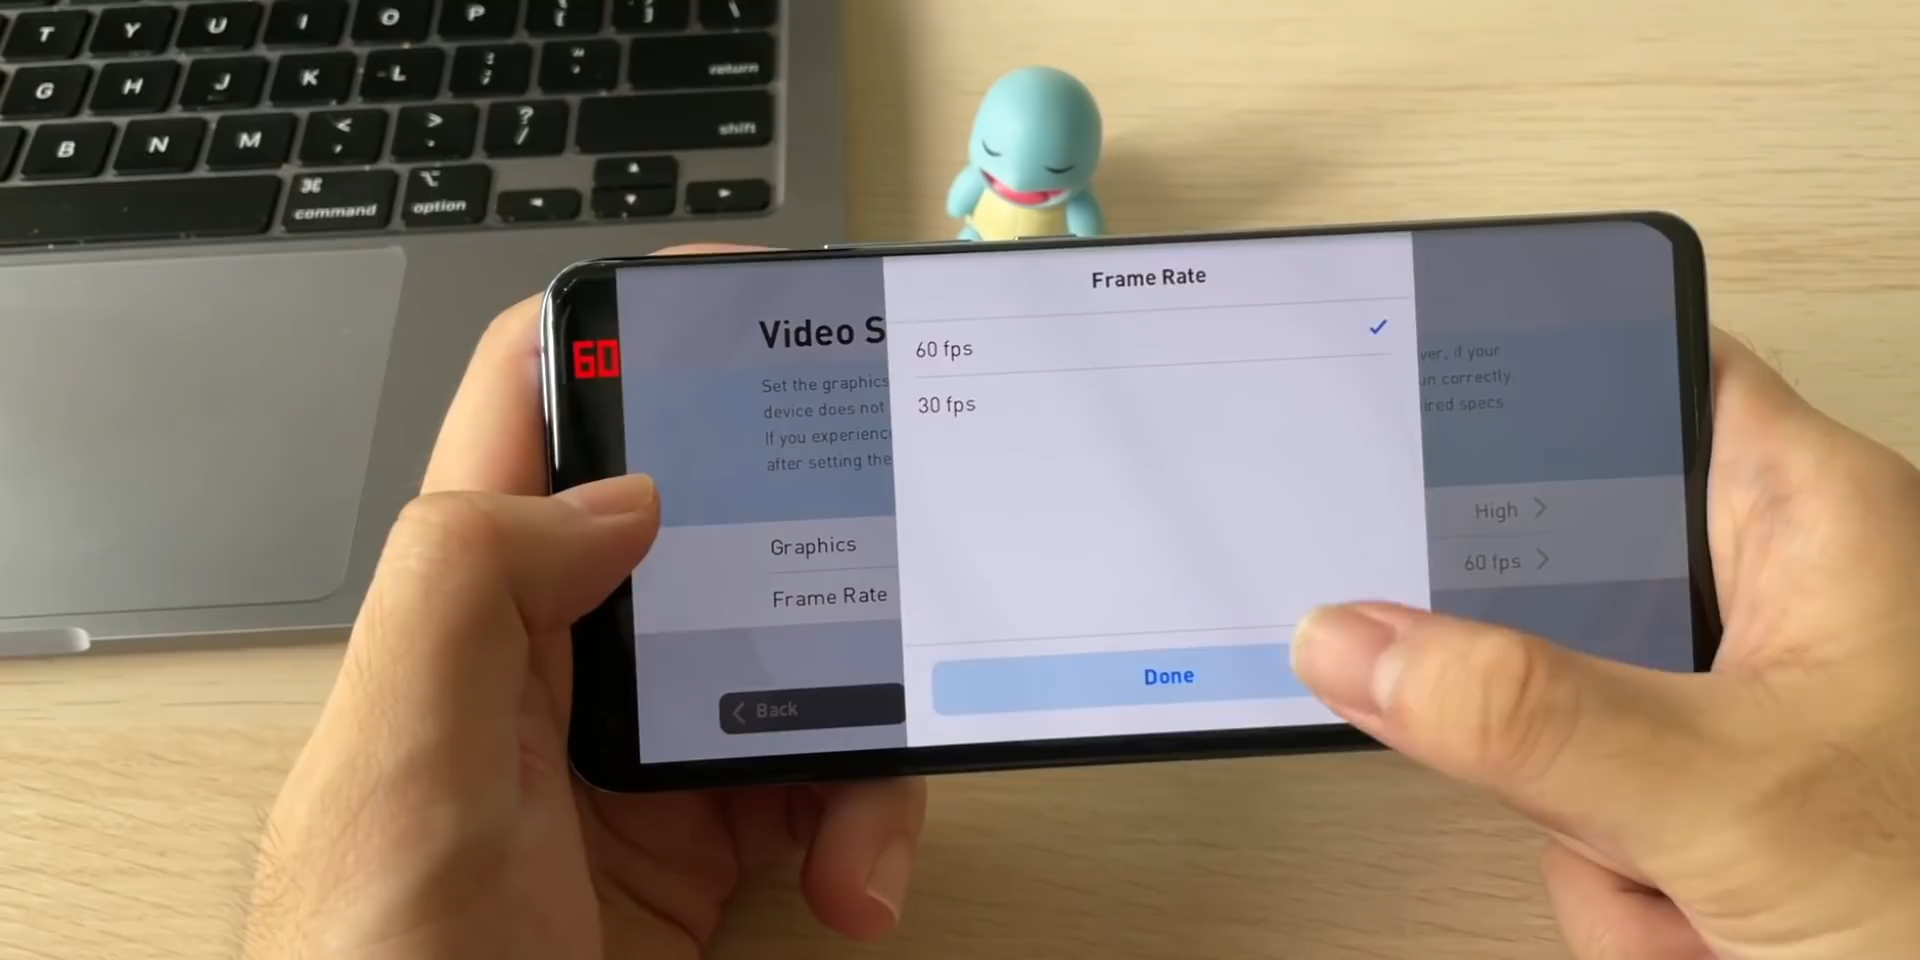 T Y U I O P { [ } ] \
G H J K L : ; " ' return
B N M < , > . ? / shift
⌘ command ⌥ option
60
Frame Rate
60 fps
30 fps
Done
Video S
Set the graphics
device does not
If you experienc
after setting the
ver, if your
un correctly
ired specs
Graphics
High
Frame Rate
60 fps
Back